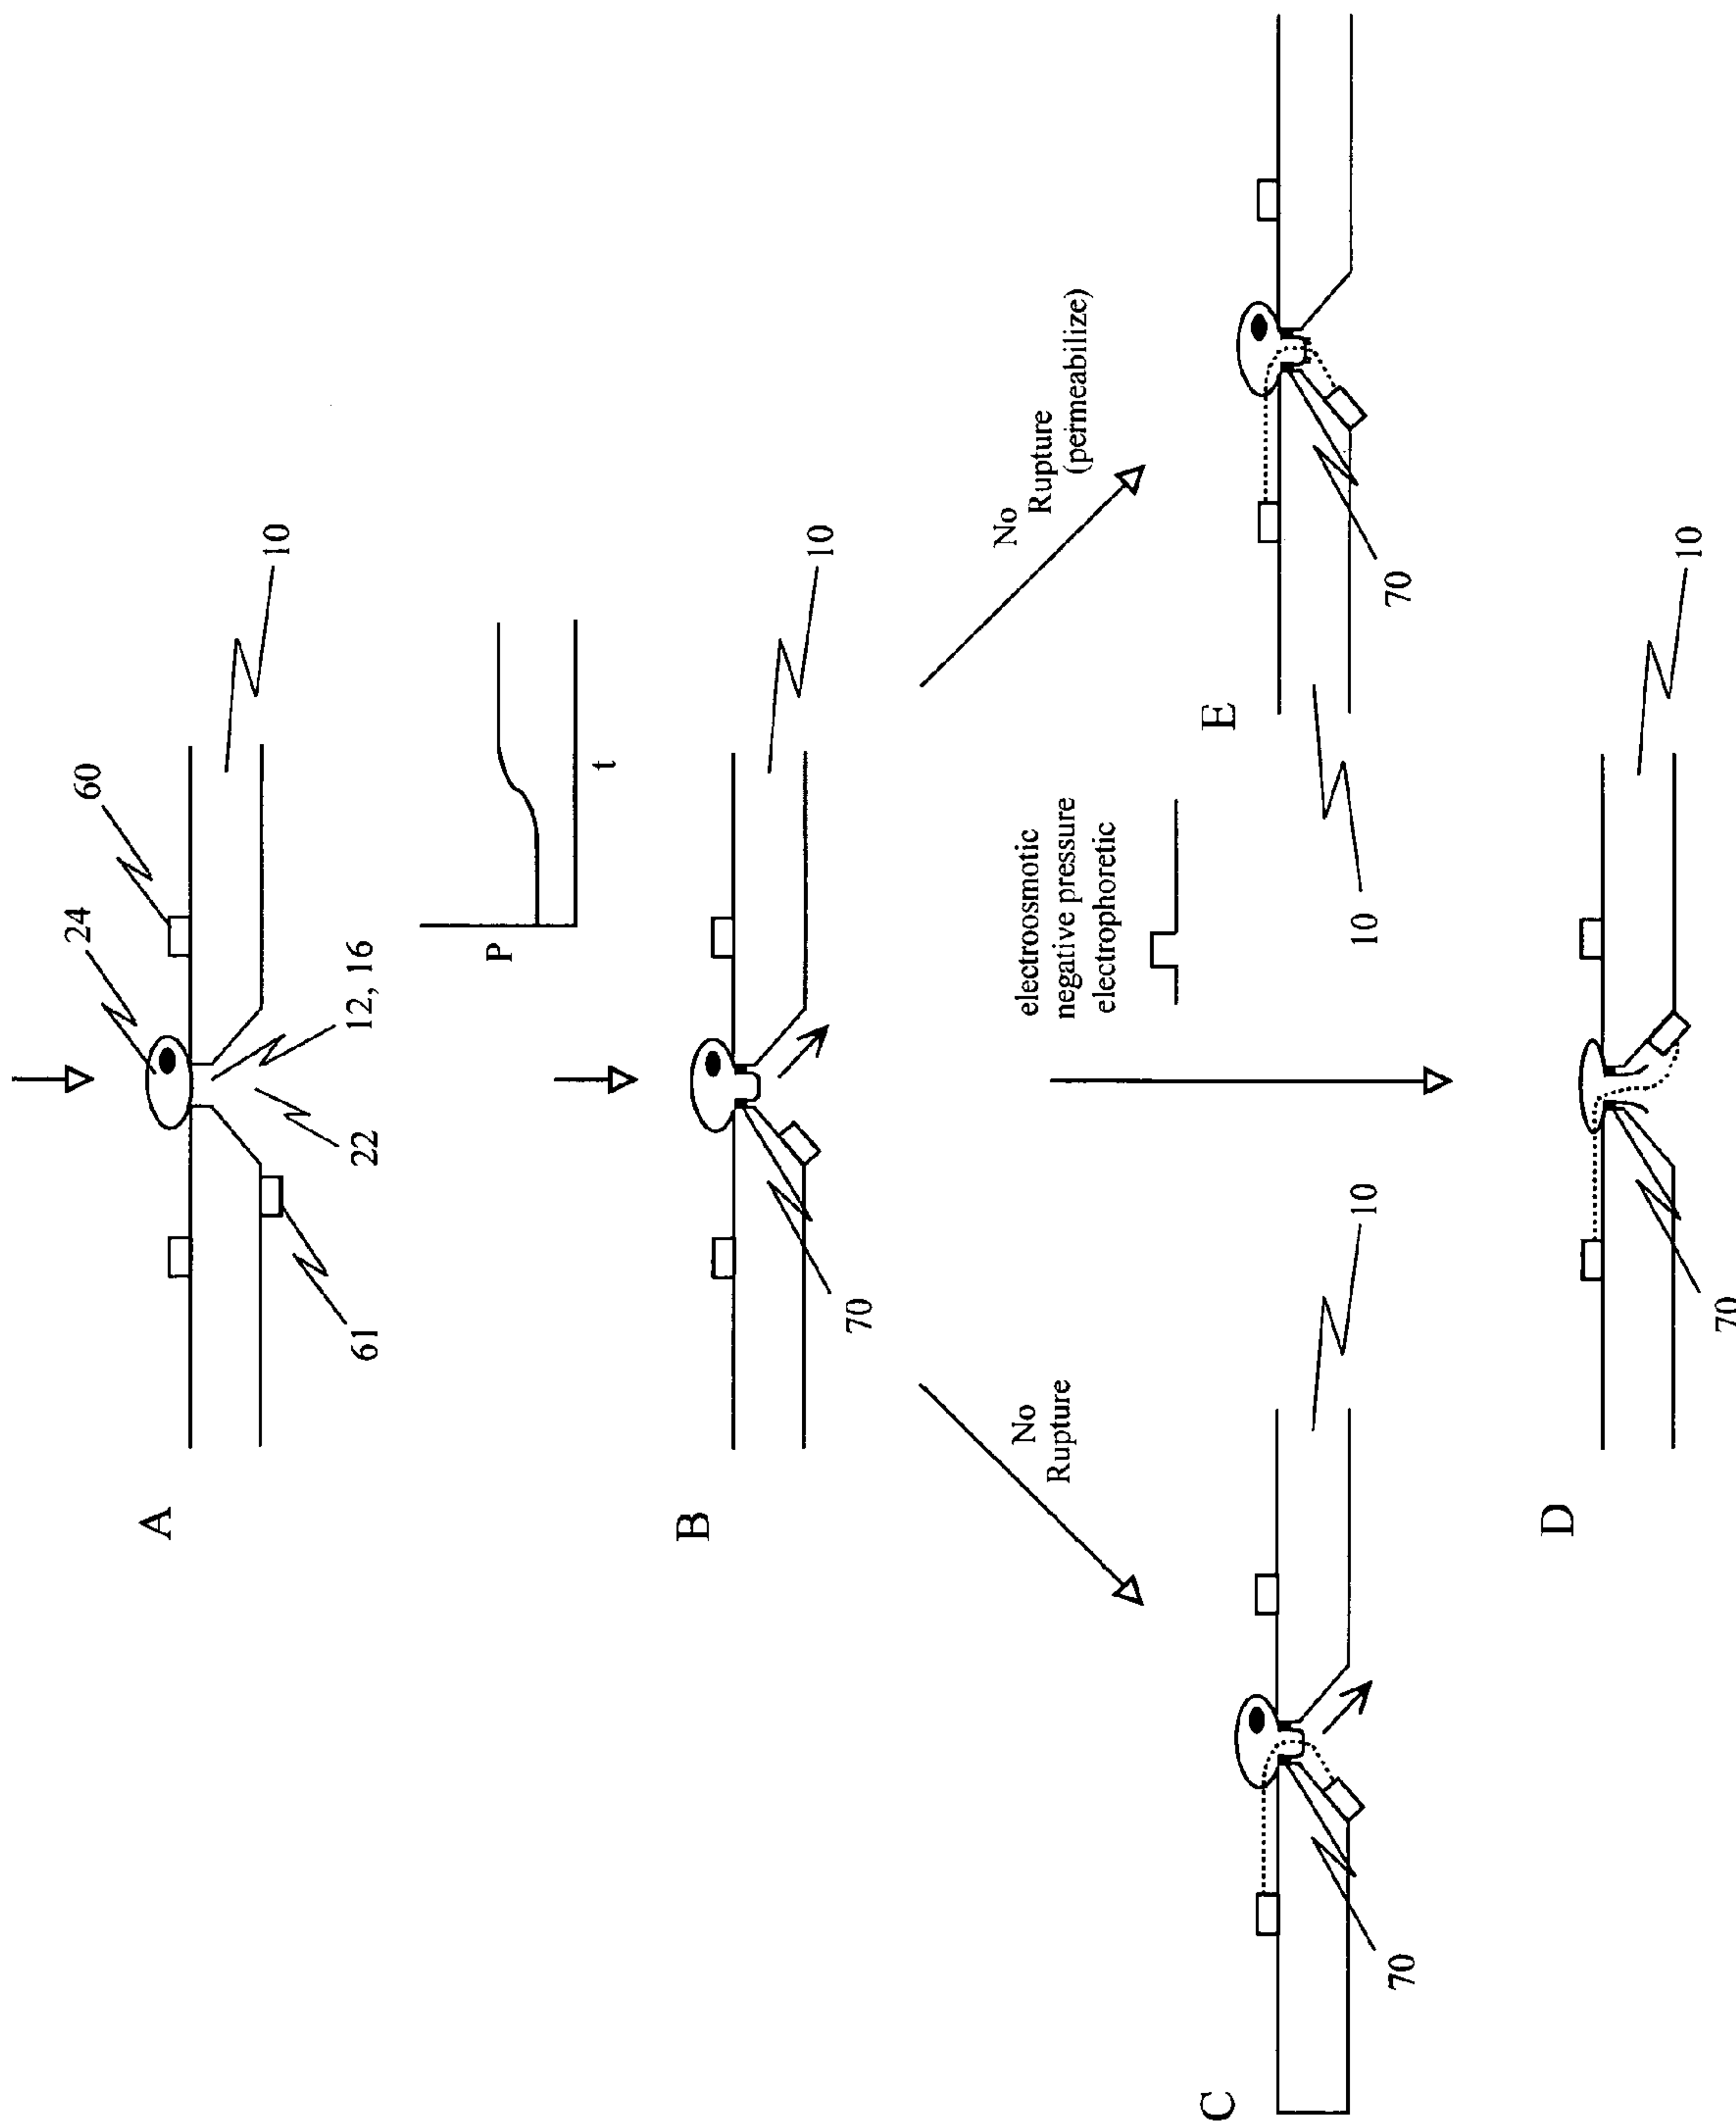 24
60
A
10
61
22
12, 16
P
t
B
10
70
No
Rupture
No
Rupture
(permeabilize)
electroosmotic
negative pressure
electrophoretic
C
E
10
10
70
70
D
10
70